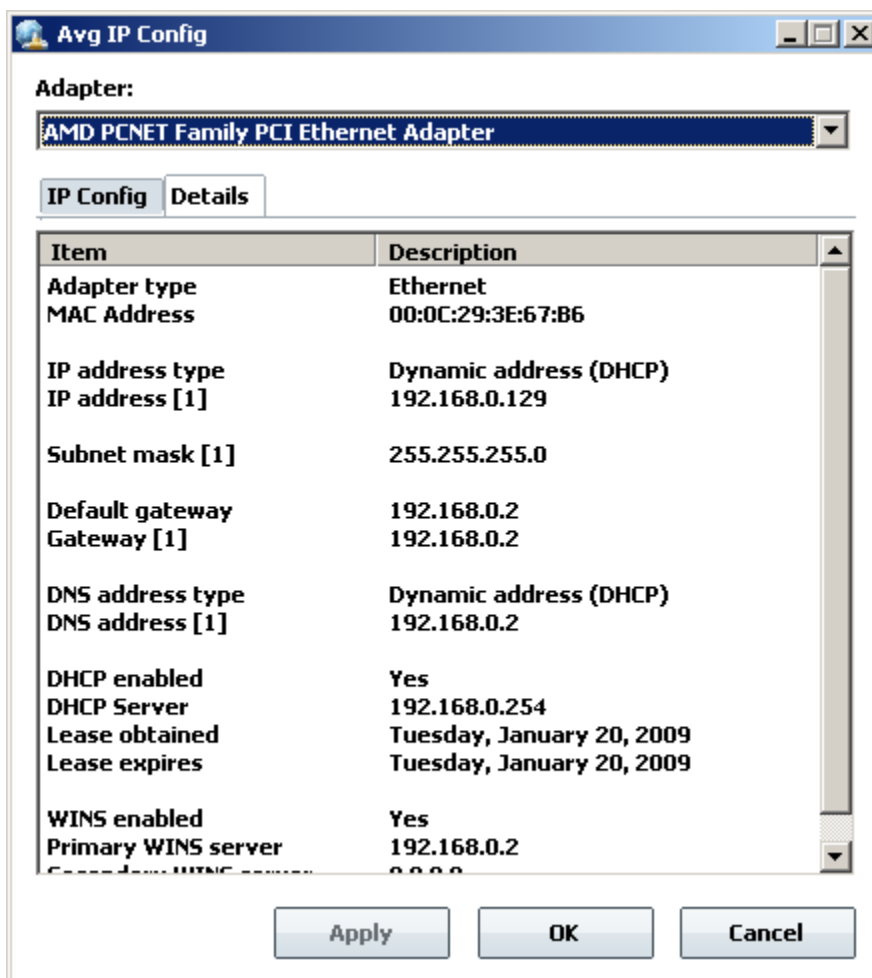 Avg IP Config
Adapter:
AMD PCNET Family PCI Ethernet Adapter
IP Config Details
Item Description
Adapter type Ethernet
MAC Address 00:0C:29:3E:67:B6
IP address type Dynamic address (DHCP)
IP address [1] 192.168.0.129
Subnet mask [1] 255.255.255.0
Default gateway 192.168.0.2
Gateway [1] 192.168.0.2
DNS address type Dynamic address (DHCP)
DNS address [1] 192.168.0.2
DHCP enabled Yes
DHCP Server 192.168.0.254
Lease obtained Tuesday, January 20, 2009
Lease expires Tuesday, January 20, 2009
WINS enabled Yes
Primary WINS server 192.168.0.2
Apply OK Cancel